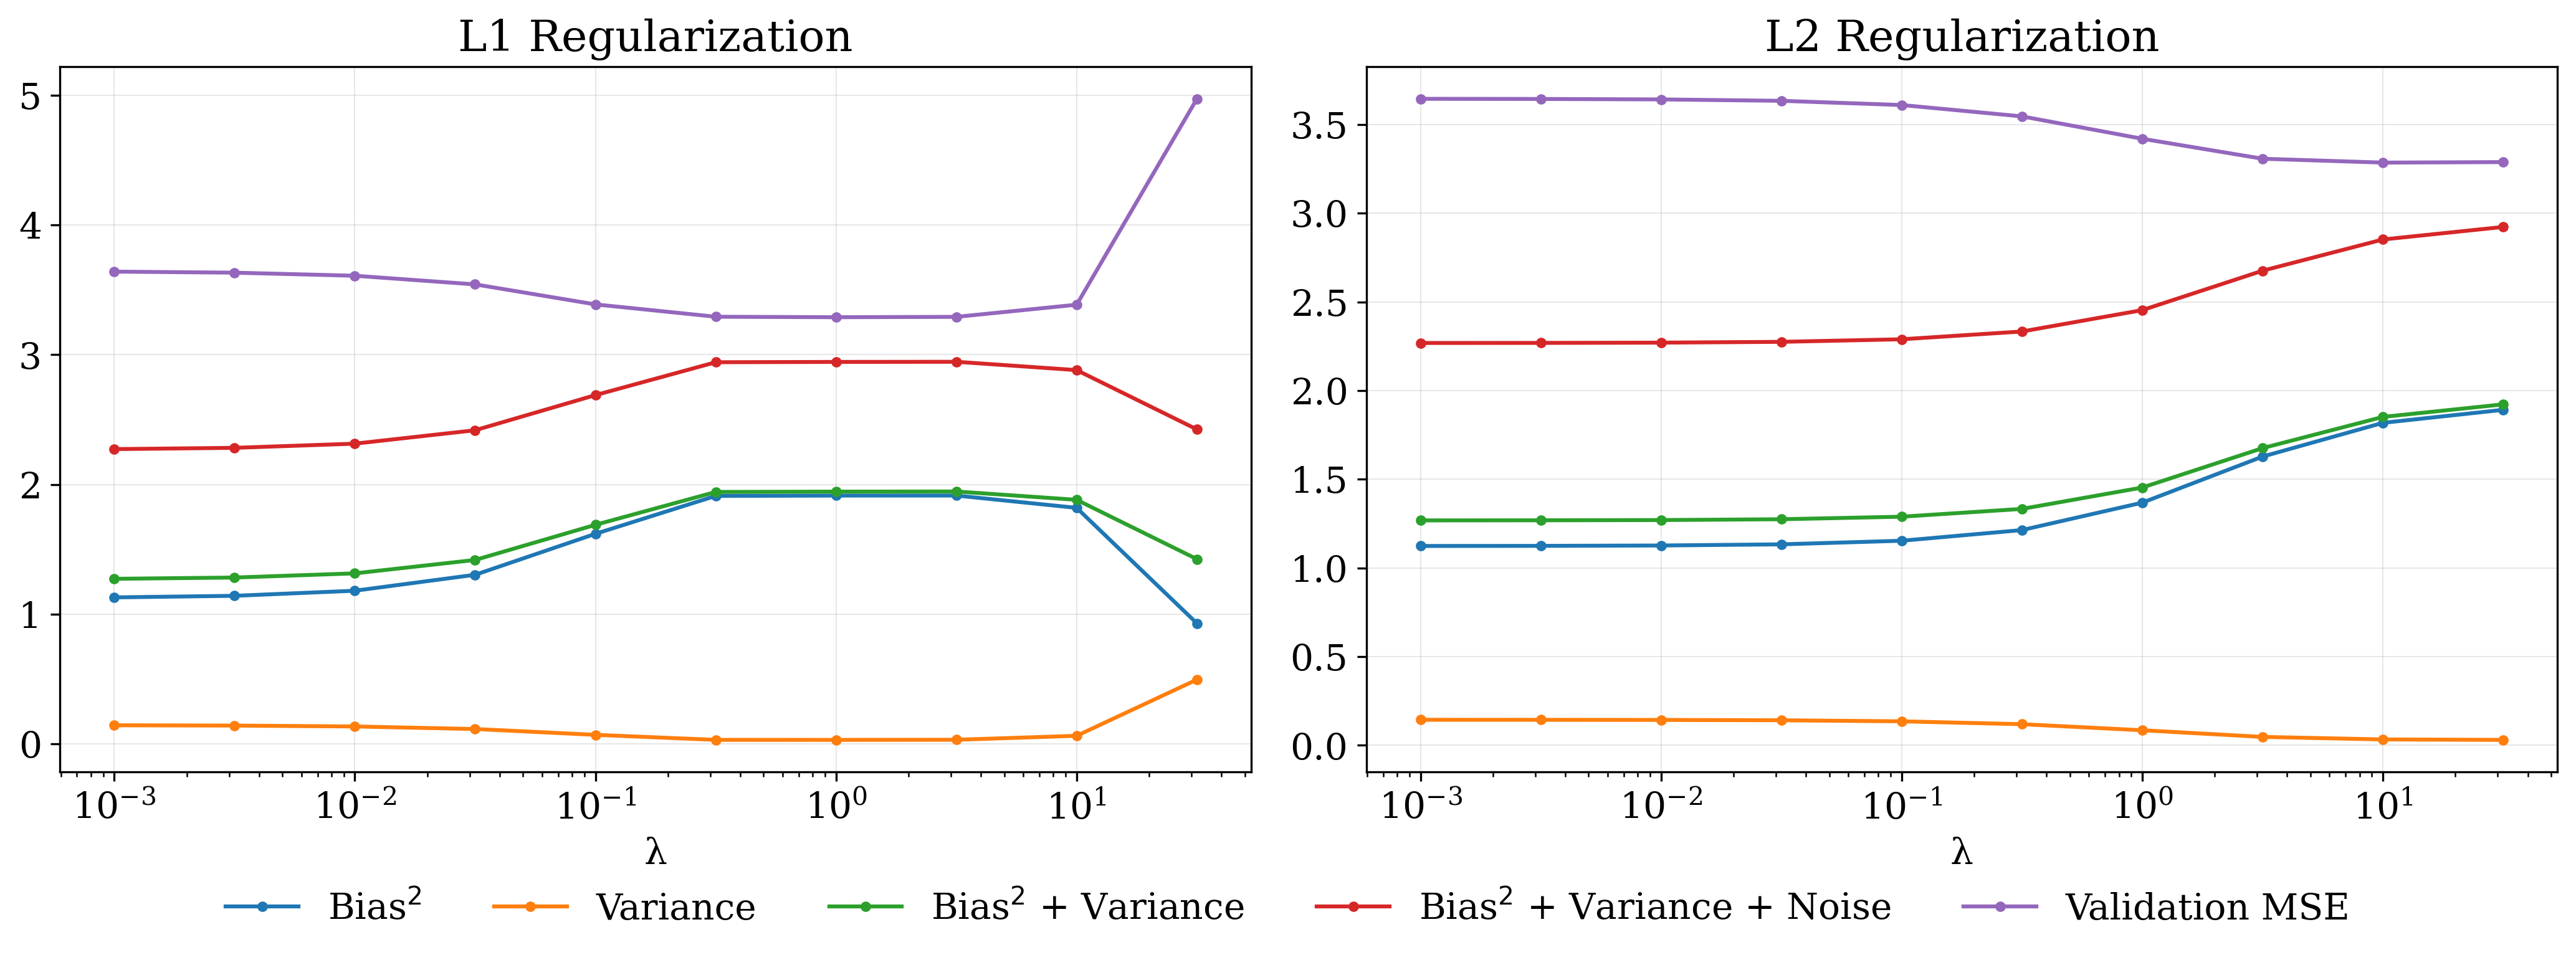 L1 Regularization
5
4
3
2
1
0
10⁻³ 10⁻² 10⁻¹ 10⁰ 10¹
λ
L2 Regularization
3.5
3.0
2.5
2.0
1.5
1.0
0.5
0.0
10⁻³ 10⁻² 10⁻¹ 10⁰ 10¹
λ
Bias² Variance Bias² + Variance Bias² + Variance + Noise Validation MSE